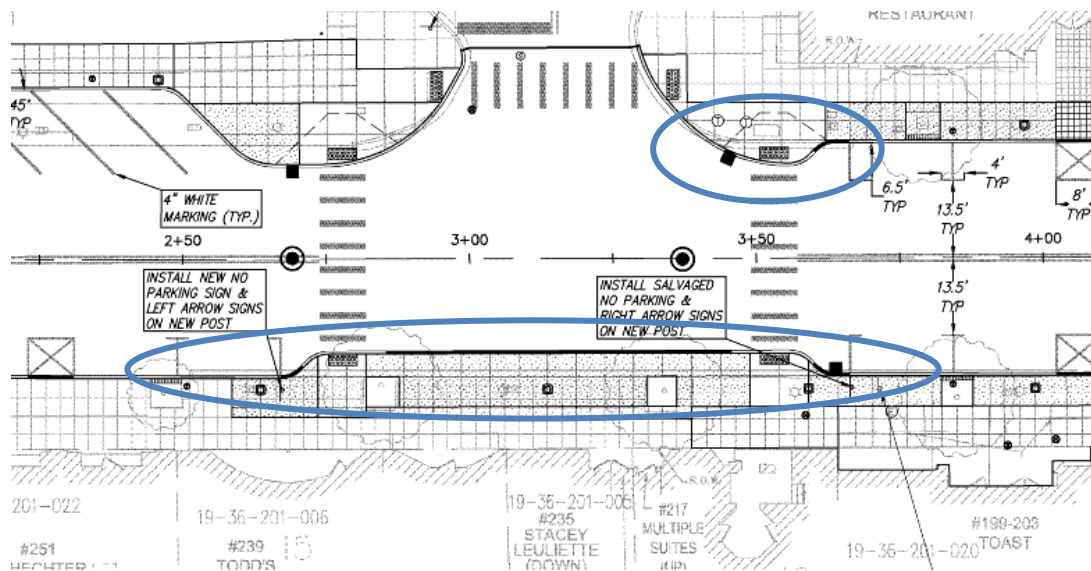 RESTAURANT
R.O.W.
45'
TYP
4" WHITE
MARKING (TYP.)
6.5'
TYP
4'
TYP
13.5'
TYP
8'
TYP
2+50
3+00
3+50
4+00
INSTALL NEW NO
PARKING SIGN &
LEFT ARROW SIGNS
ON NEW POST
INSTALL SALVAGED
NO PARKING &
RIGHT ARROW SIGNS
ON NEW POST
13.5'
TYP
R.O.W.
201-022
#251
HECHTER
19-36-201-006
#239
TODD'S
19-36-201-005
#235
STACEY
LEULIETTE
(DOWN)
#217
MULTIPLE
SUITES
(UP)
19-36-201-020
#199-203
TOAST